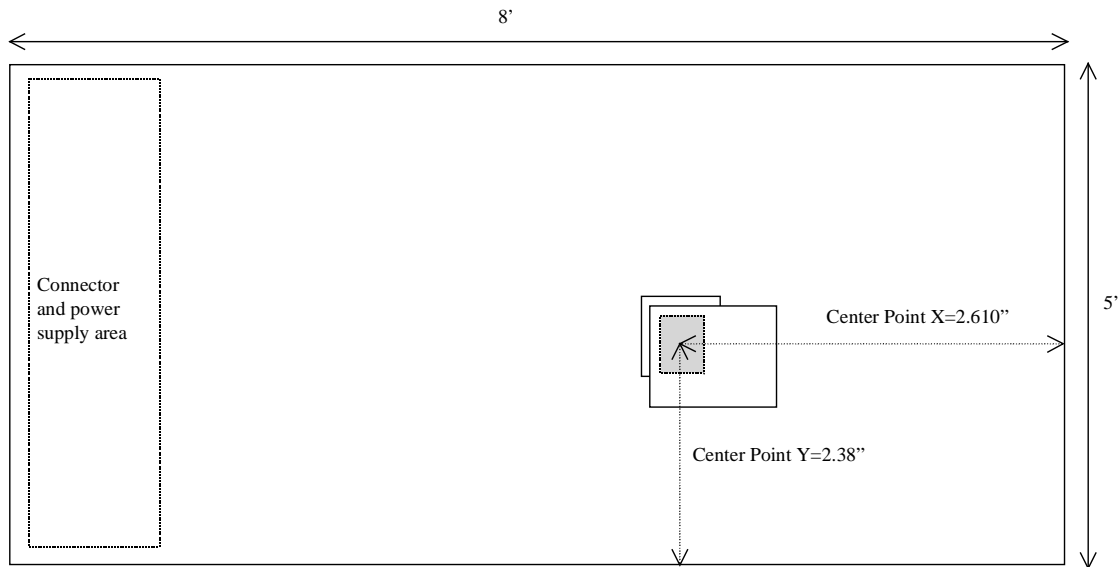 8’
Connector
and power
supply area
5’
Center Point X=2.610”
Center Point Y=2.38”